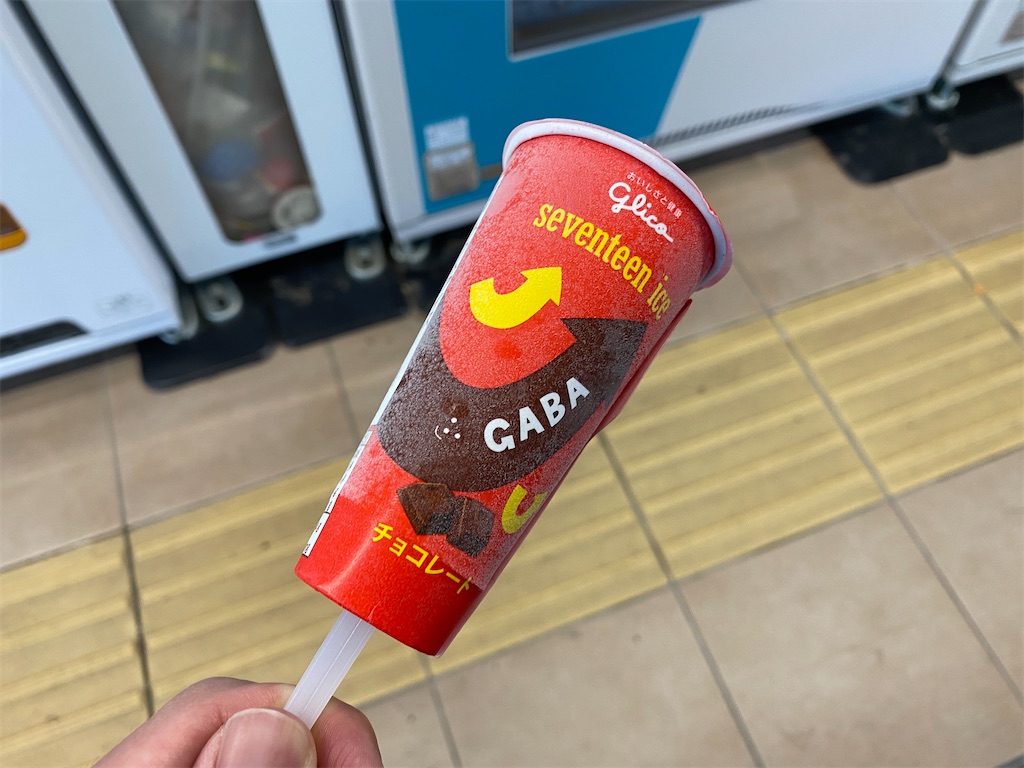 おいしさと健康
Glico
seventeen ice
GABA
チョコレート